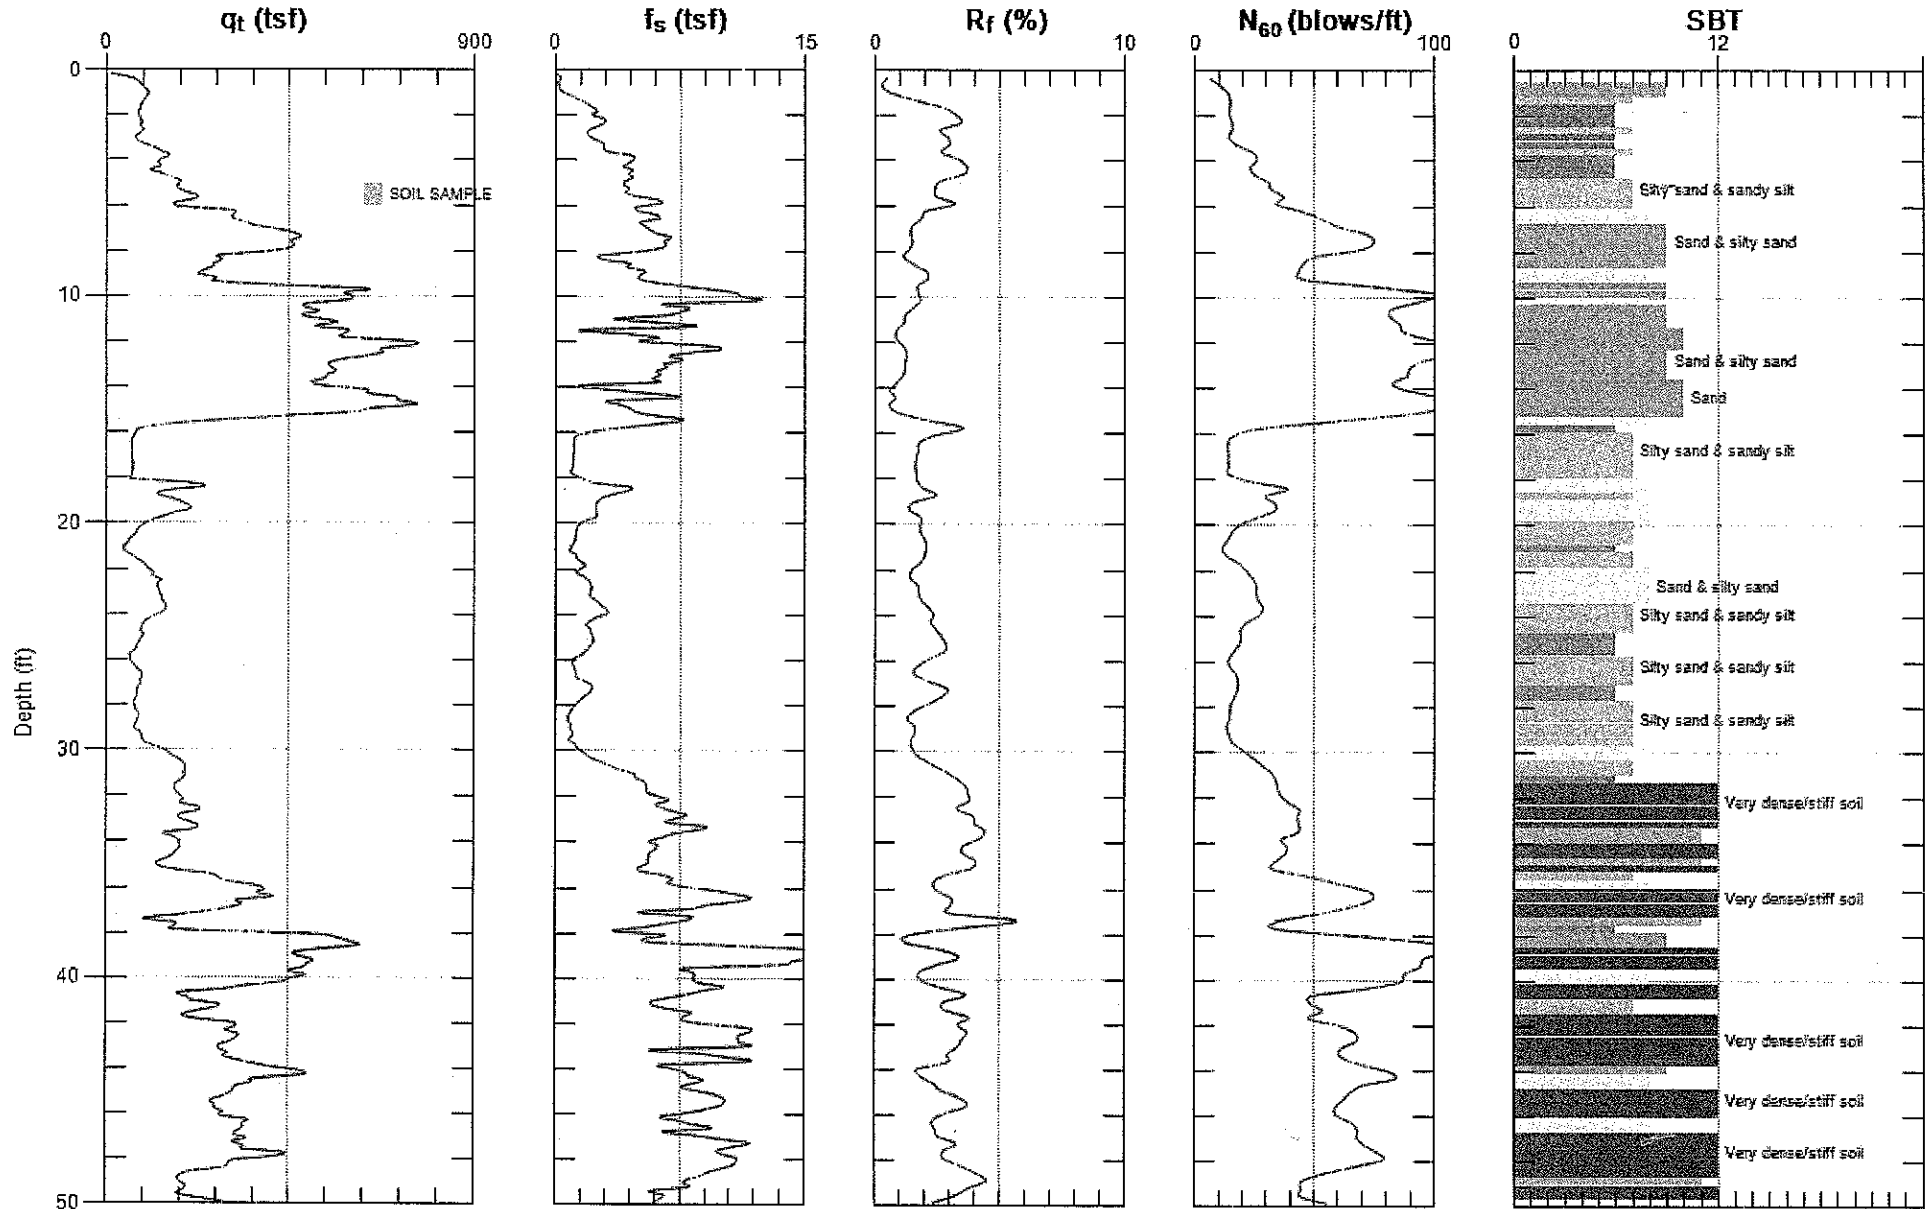 qt (tsf)
fs (tsf)
Rf (%)
N60 (blows/ft)
SBT
0
900
0
15
0
10
0
100
0
12
0
SOIL SAMPLE
Silty sand & sandy silt
Sand & silty sand
10
Sand & silty sand
Sand
Silty sand & sandy silt
20
Sand & silty sand
Silty sand & sandy silt
Silty sand & sandy silt
Depth (ft)
Silty sand & sandy silt
30
Very dense/stiff soil
Very dense/stiff soil
40
Very dense/stiff soil
Very dense/stiff soil
Very dense/stiff soil
50